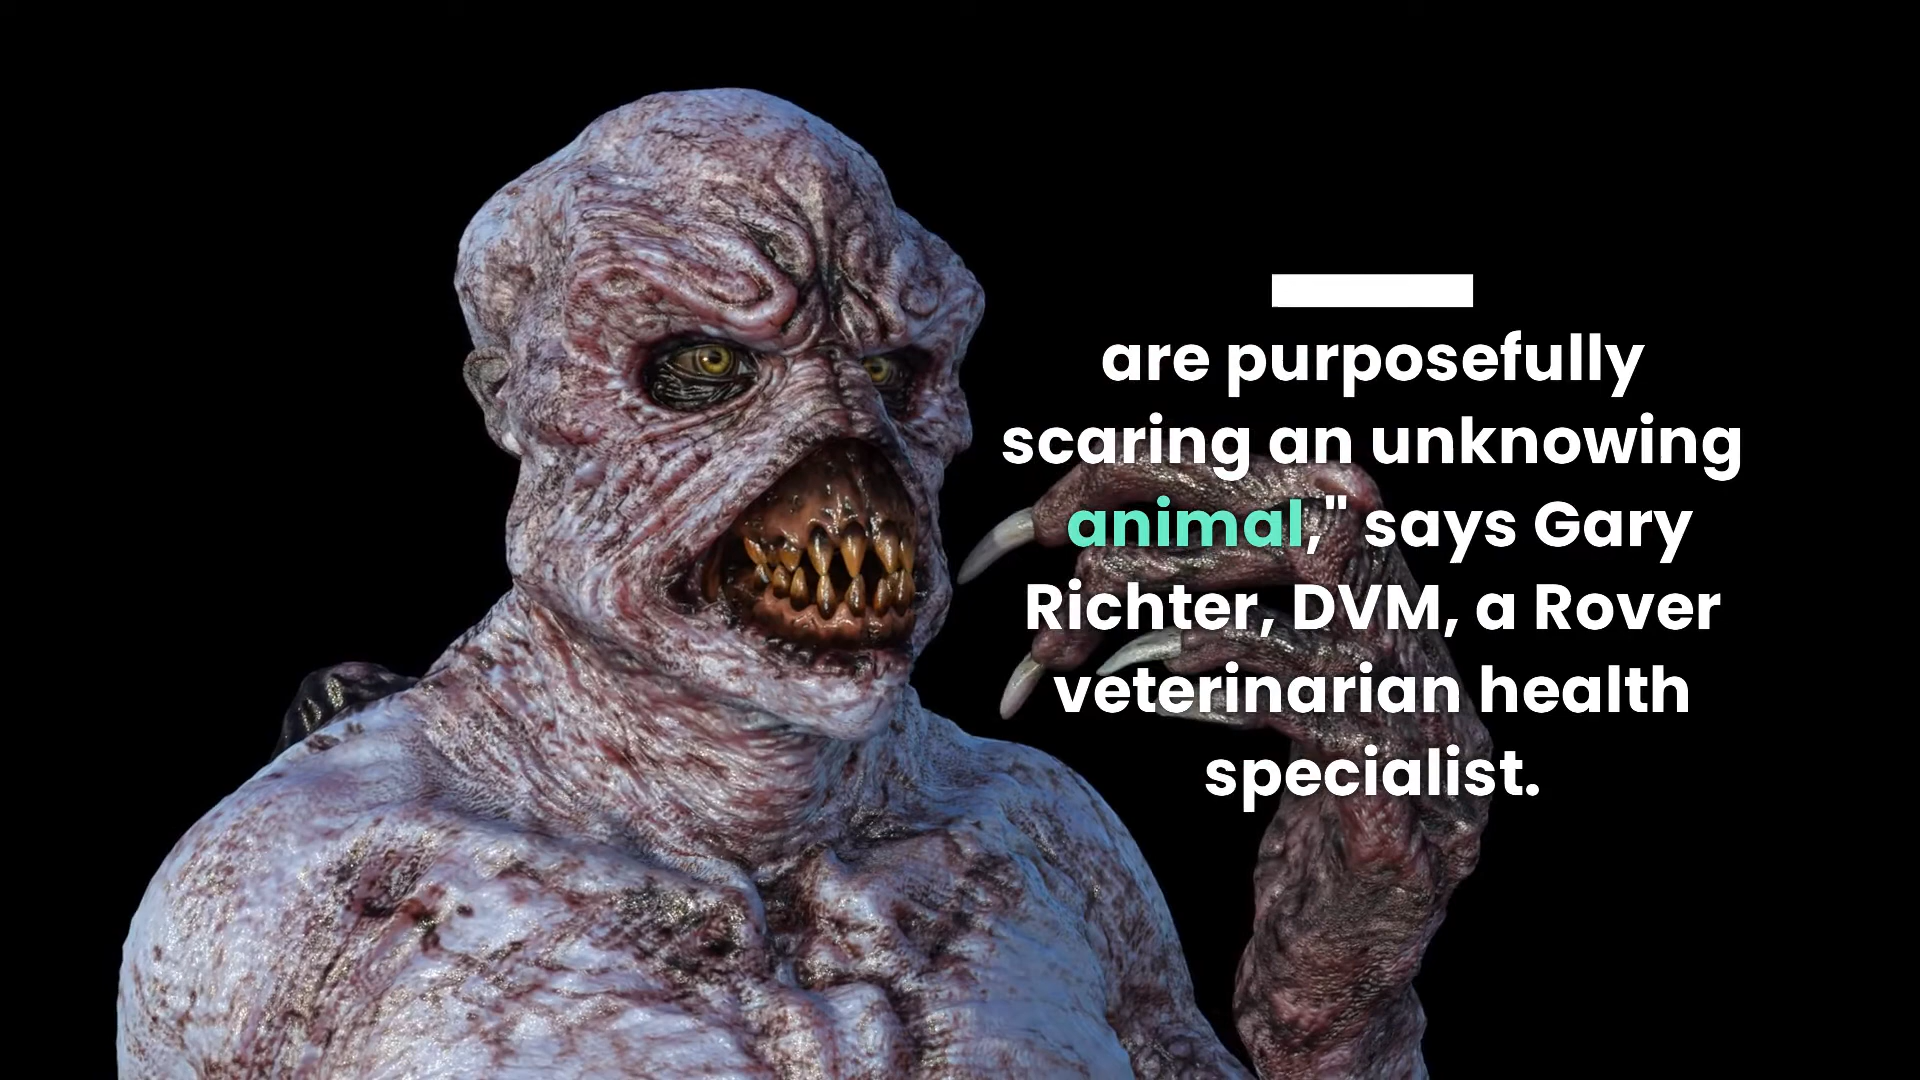 are purposefully
scaring an unknowing
animal," says Gary
Richter, DVM, a Rover
veterinarian health
specialist.